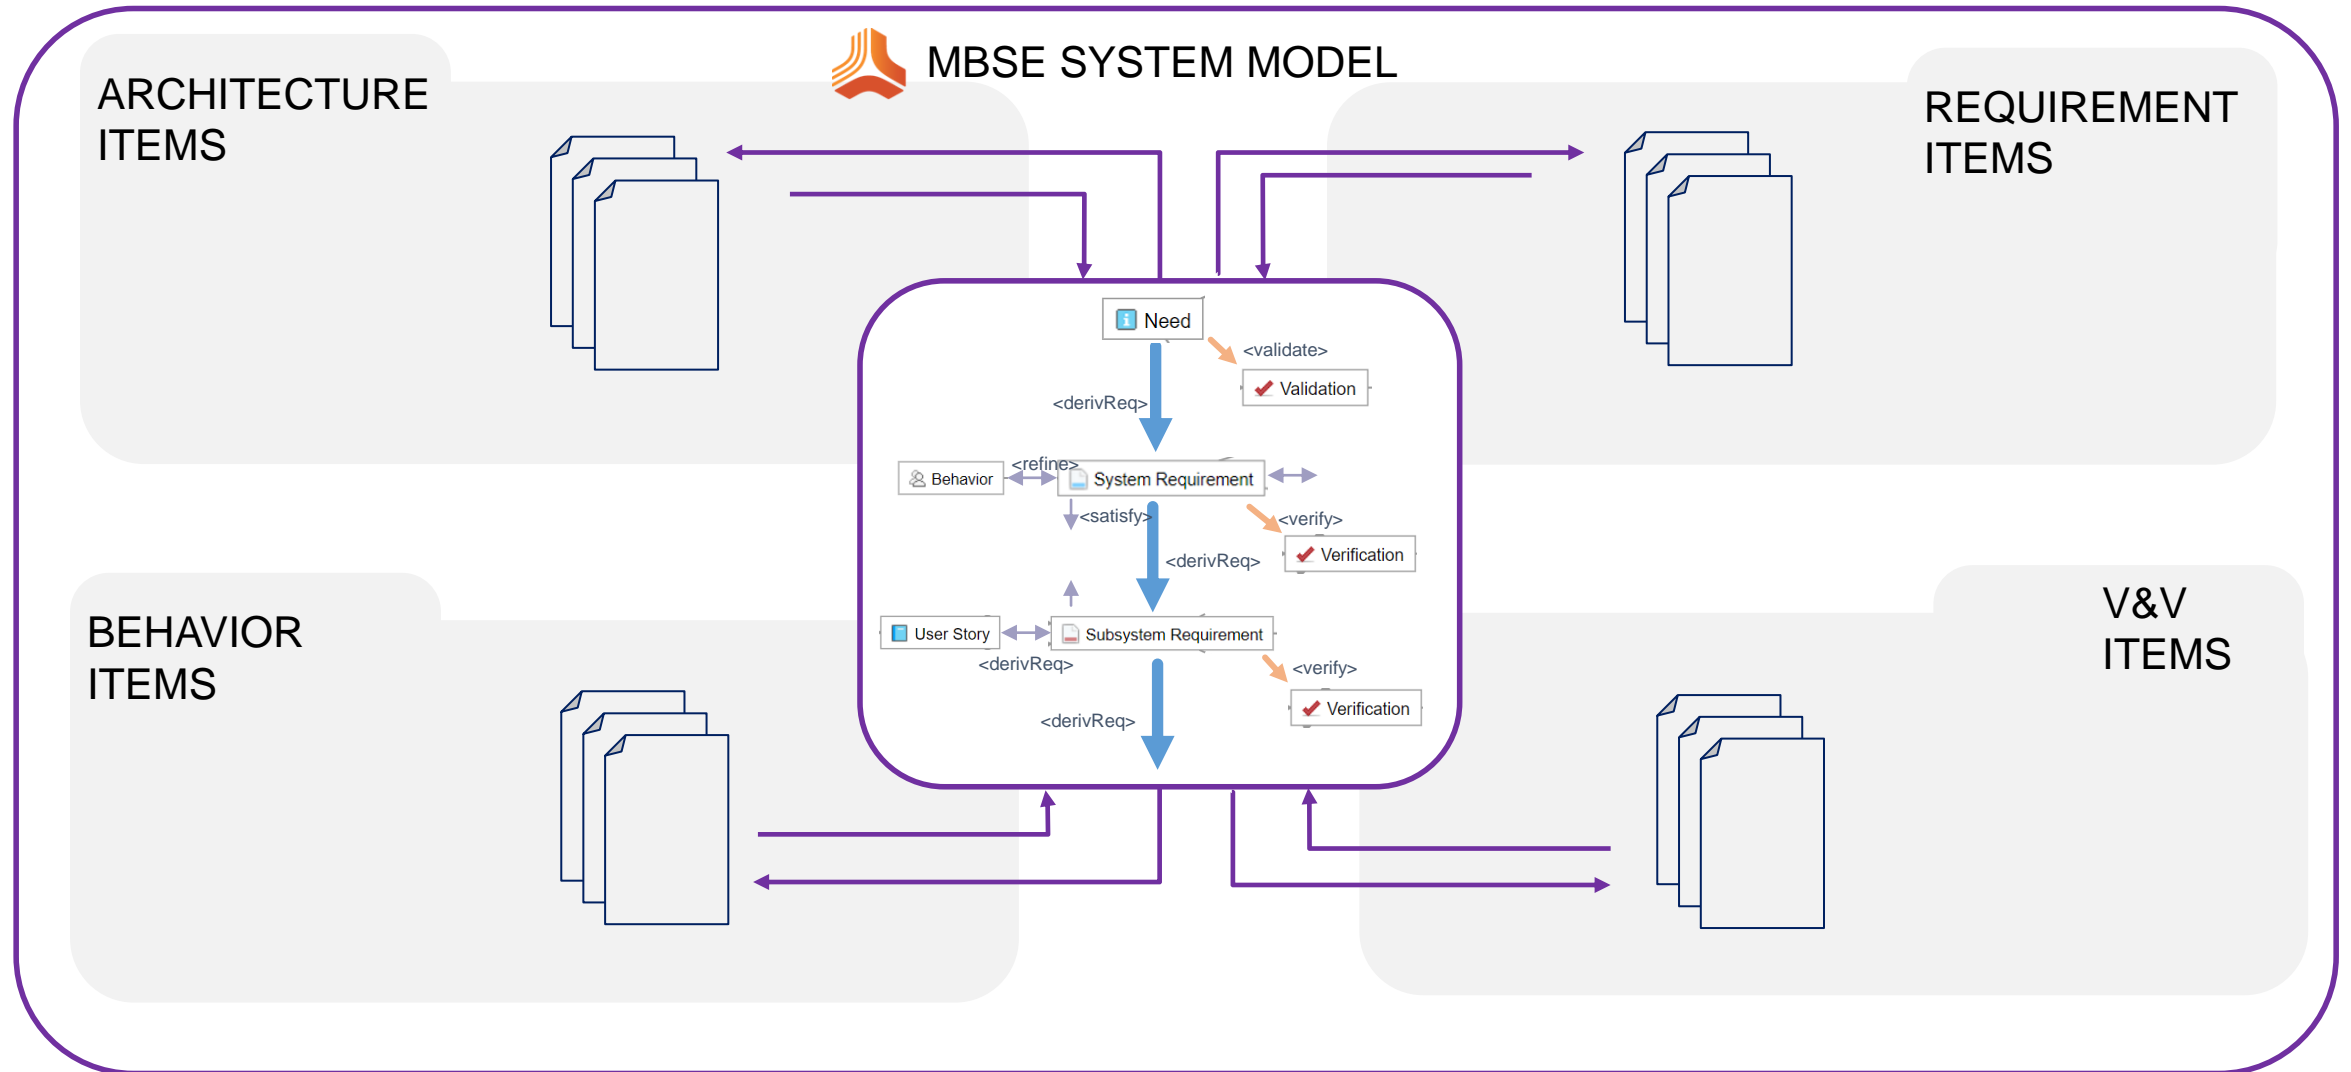 MBSE SYSTEM MODEL
ARCHITECTURE
ITEMS
REQUIREMENT
ITEMS
Need
<validate>
Validation
<derivReq>
<refine>
Behavior
System Requirement
<satisfy>
<verify>
Verification
<derivReq>
User Story
Subsystem Requirement
<derivReq>
<verify>
Verification
<derivReq>
BEHAVIOR
ITEMS
V&V
ITEMS